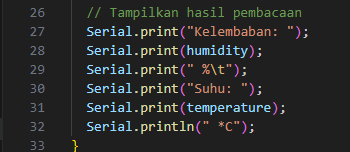 26 // Tampilkan hasil pembacaan
27 Serial.print("Kelembaban: ");
28 Serial.print(humidity);
29 Serial.print(" %\t");
30 Serial.print("Suhu: ");
31 Serial.print(temperature);
32 Serial.println(" *C");
33 }